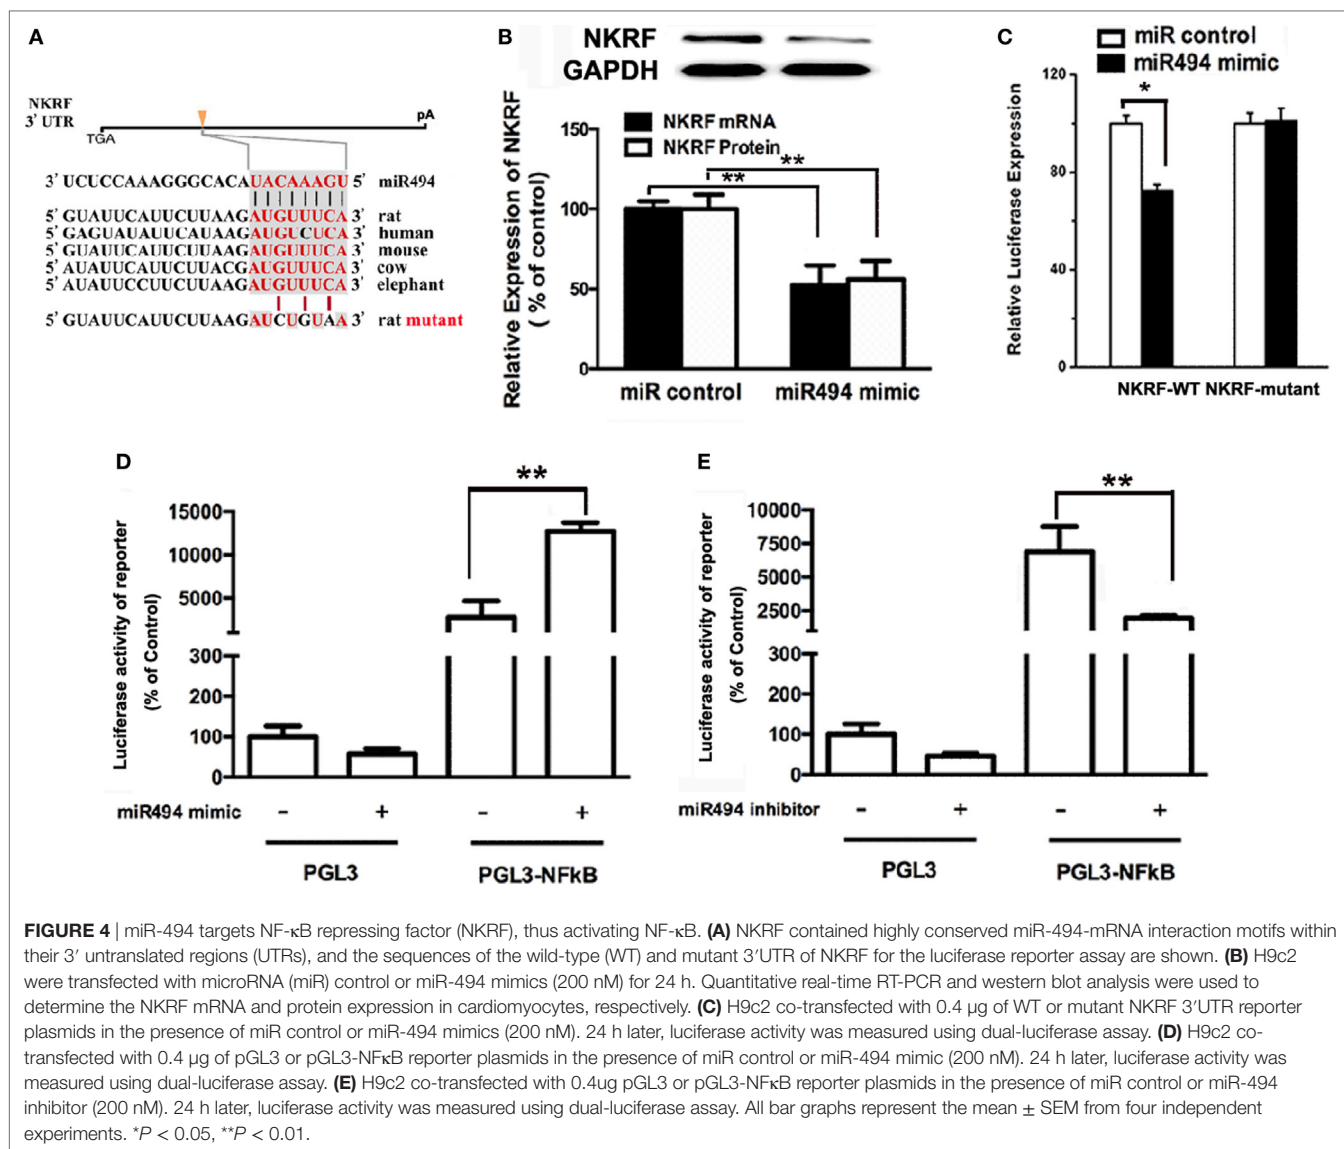 A
NKRF
3' UTR
TGA
pA
3' UCUCCAAAGGGCACAUACAAAGU 5' miR494
5' GUAUUCAUUCUUAAGAUGUUUCA 3' rat
5' GAGUAUAUUCAUAAGAUGUCUCA 3' human
5' GUAUUCAUUCUUAAGAUGUUUCA 3' mouse
5' AUAUUCAUUCUUACGAUGUUUCA 3' cow
5' AUAUUCCUUCUUAAGAUGUUUCA 3' elephant
5' GUAUUCAUUCUUAAGAUCUGUAA 3' rat mutant
B
NKRF
GAPDH
Relative Expression of NKRF
( % of control)
150
100
50
0
NKRF mRNA
NKRF Protein
**
**
miR control
miR494 mimic
C
miR control
miR494 mimic
Relative Luciferase Expression
120
80
40
0
*
NKRF-WT NKRF-mutant
D
Luciferase activity of reporter
(% of Control)
15000
10000
5000
300
200
100
0
**
miR494 mimic - + - +
PGL3
PGL3-NFkB
E
Luciferase activity of reporter
(% of Control)
10000
7500
5000
2500
300
200
100
0
**
miR494 inhibitor - + - +
PGL3
PGL3-NFkB
FIGURE 4 | miR-494 targets NF-κB repressing factor (NKRF), thus activating NF-κB. (A) NKRF contained highly conserved miR-494-mRNA interaction motifs within
their 3′ untranslated regions (UTRs), and the sequences of the wild-type (WT) and mutant 3′UTR of NKRF for the luciferase reporter assay are shown. (B) H9c2
were transfected with microRNA (miR) control or miR-494 mimics (200 nM) for 24 h. Quantitative real-time RT-PCR and western blot analysis were used to
determine the NKRF mRNA and protein expression in cardiomyocytes, respectively. (C) H9c2 co-transfected with 0.4 µg of WT or mutant NKRF 3′UTR reporter
plasmids in the presence of miR control or miR-494 mimics (200 nM). 24 h later, luciferase activity was measured using dual-luciferase assay. (D) H9c2 co-
transfected with 0.4 µg of pGL3 or pGL3-NFκB reporter plasmids in the presence of miR control or miR-494 mimic (200 nM). 24 h later, luciferase activity was
measured using dual-luciferase assay. (E) H9c2 co-transfected with 0.4ug pGL3 or pGL3-NFκB reporter plasmids in the presence of miR control or miR-494
inhibitor (200 nM). 24 h later, luciferase activity was measured using dual-luciferase assay. All bar graphs represent the mean ± SEM from four independent
experiments. *P < 0.05, **P < 0.01.